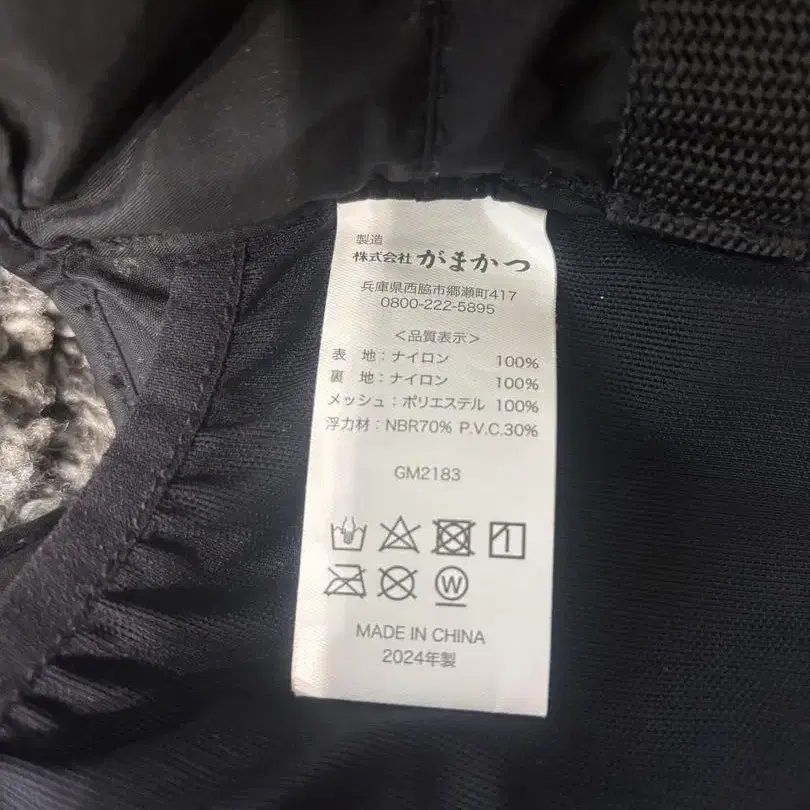 製造
株式会社 がまかつ
兵庫県西脇市郷瀬町417
0800-222-5895
＜品質表示＞
表 地：ナイロン 100%
裏 地：ナイロン 100%
メッシュ：ポリエステル 100%
浮力材：NBR70% P.V.C.30%
GM2183
W
MADE IN CHINA
2024年製